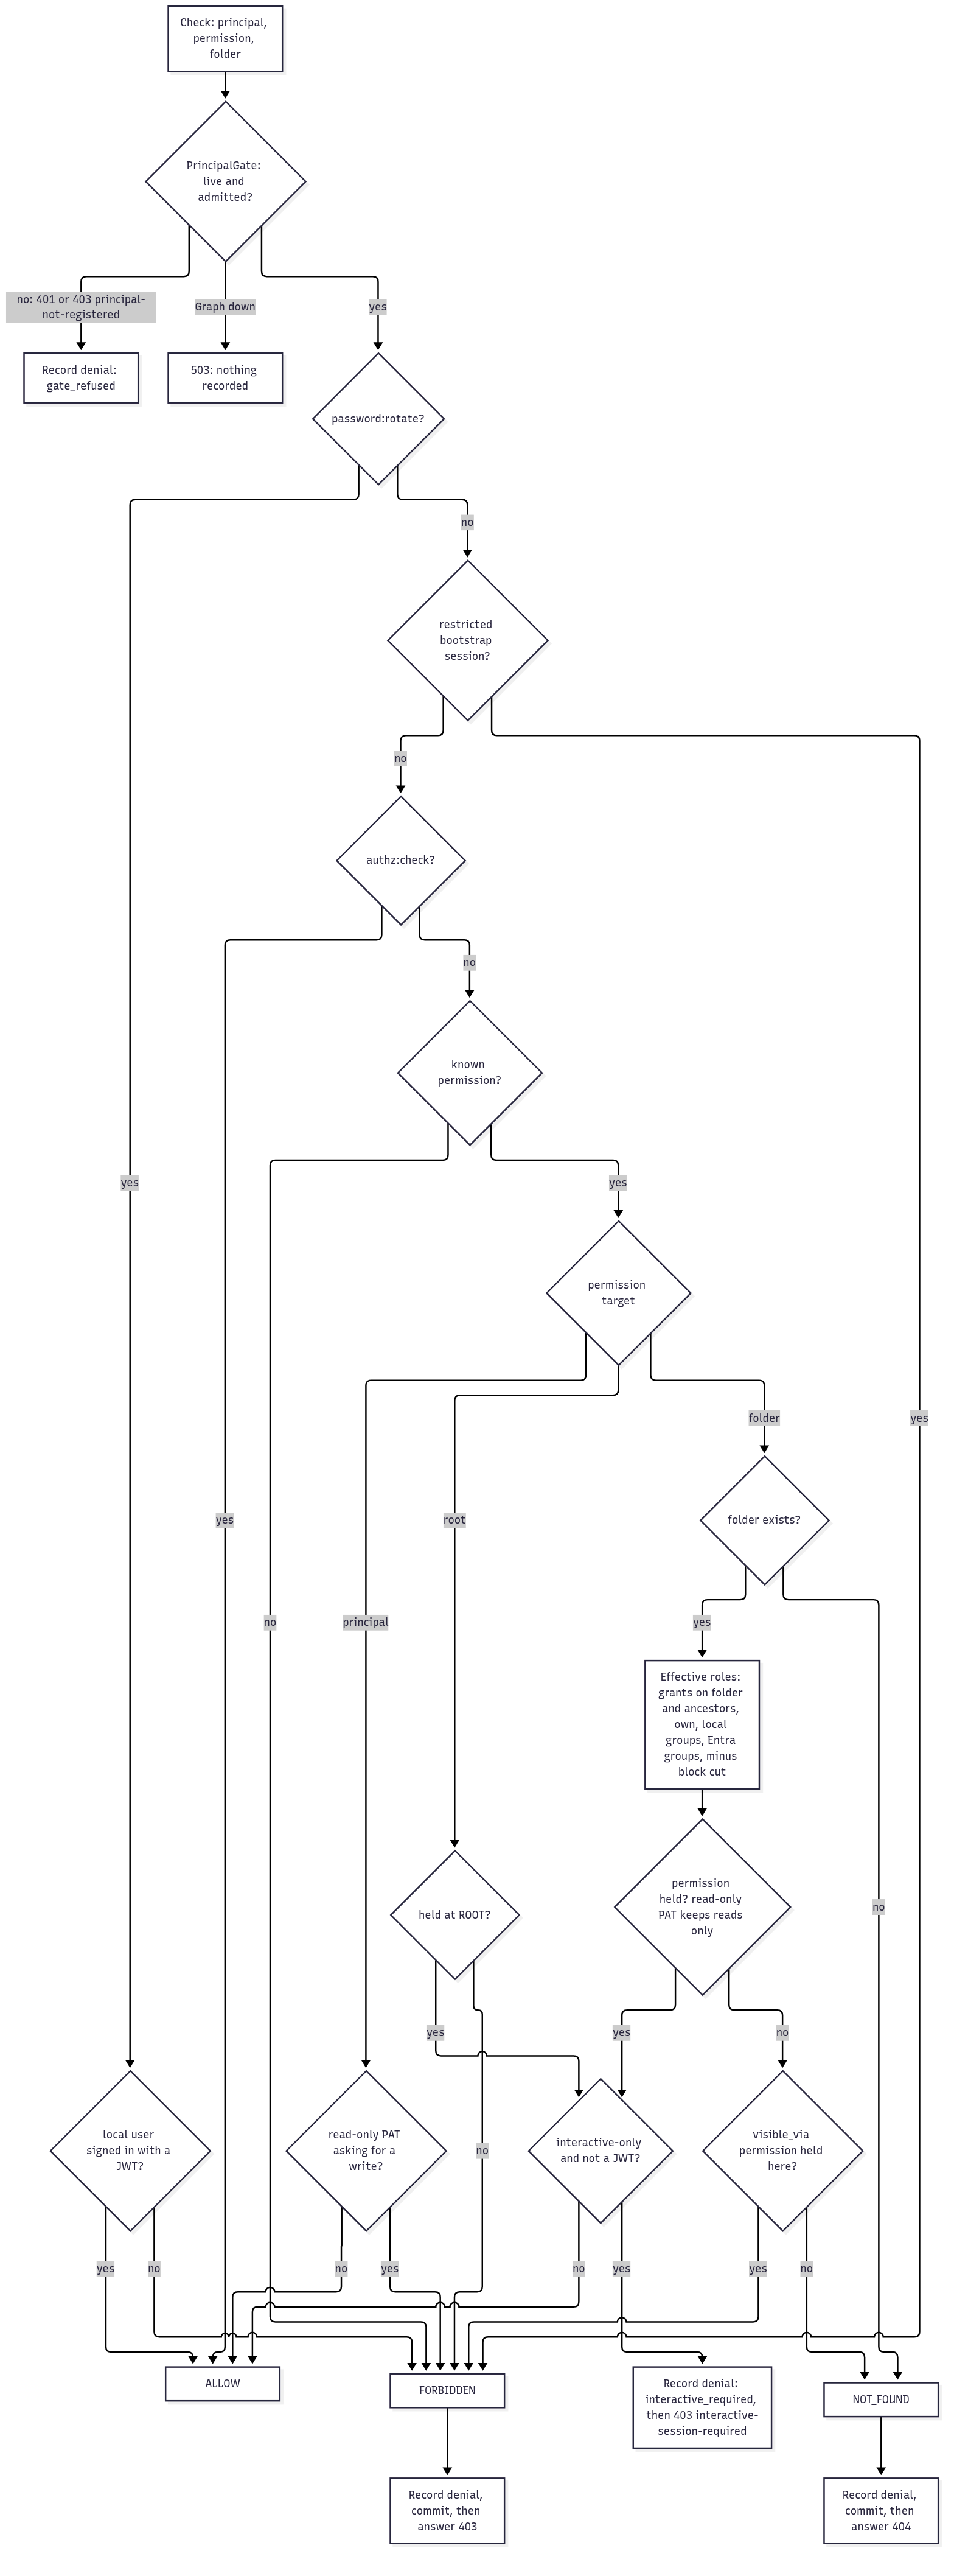 Check: principal,
permission,
folder
PrincipalGate:
live and
admitted?
no: 401 or 403 principal-
not-registered
Graph down
yes
Record denial:
gate_refused
503: nothing
recorded
password:rotate?
no
restricted
bootstrap
session?
no
authz:check?
no
known
permission?
yes
yes
permission
target
folder
yes
yes
root
folder exists?
no
principal
yes
Effective roles:
grants on folder
and ancestors,
own, local
groups, Entra
groups, minus
block cut
held at ROOT?
permission
held? read-only
PAT keeps reads
only
no
yes
yes
no
local user
signed in with a
JWT?
read-only PAT
asking for a
write?
no
interactive-only
and not a JWT?
visible_via
permission held
here?
yes
no
no
yes
no
yes
yes
no
ALLOW
FORBIDDEN
Record denial:
interactive_required,
then 403 interactive-
session-required
NOT_FOUND
Record denial,
commit, then
answer 403
Record denial,
commit, then
answer 404